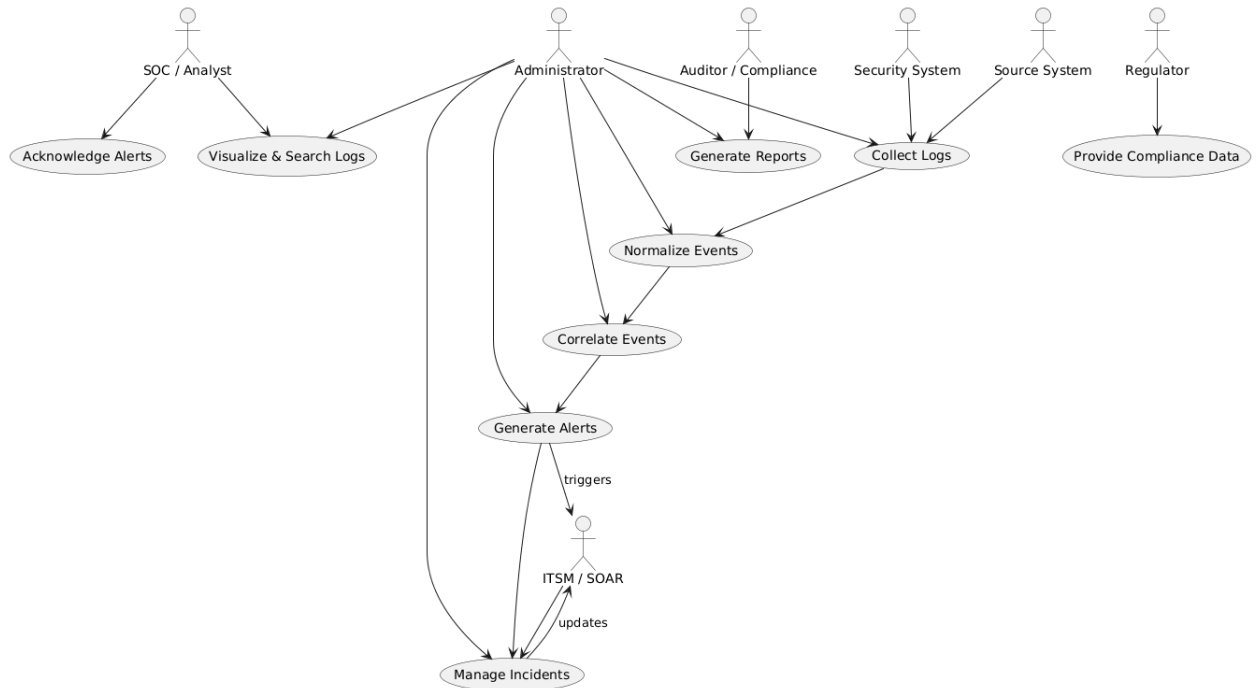 SOC / Analyst
Administrator
Auditor / Compliance
Security System
Source System
Regulator
Acknowledge Alerts
Visualize & Search Logs
Generate Reports
Collect Logs
Provide Compliance Data
Normalize Events
Correlate Events
Generate Alerts
triggers
ITSM / SOAR
updates
Manage Incidents